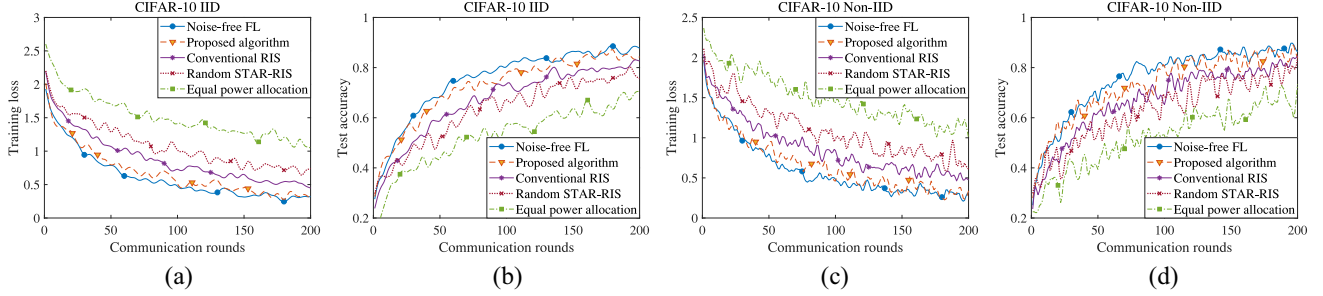 CIFAR-10 IID
Training loss
3
2.5
2
1.5
1
0.5
0
0
50
100
150
200
Communication rounds
Noise-free FL
Proposed algorithm
Conventional RIS
Random STAR-RIS
Equal power allocation
(a)
CIFAR-10 IID
Test accuracy
1
0.8
0.6
0.4
0.2
0
50
100
150
200
Communication rounds
Noise-free FL
Proposed algorithm
Conventional RIS
Random STAR-RIS
Equal power allocation
(b)
CIFAR-10 Non-IID
Training loss
2.5
2
1.5
1
0.5
0
0
50
100
150
200
Communication rounds
Noise-free FL
Proposed algorithm
Conventional RIS
Random STAR-RIS
Equal power allocation
(c)
CIFAR-10 Non-IID
Test accuracy
1
0.8
0.6
0.4
0.2
0
50
100
150
200
Communication rounds
Noise-free FL
Proposed algorithm
Conventional RIS
Random STAR-RIS
Equal power allocation
(d)